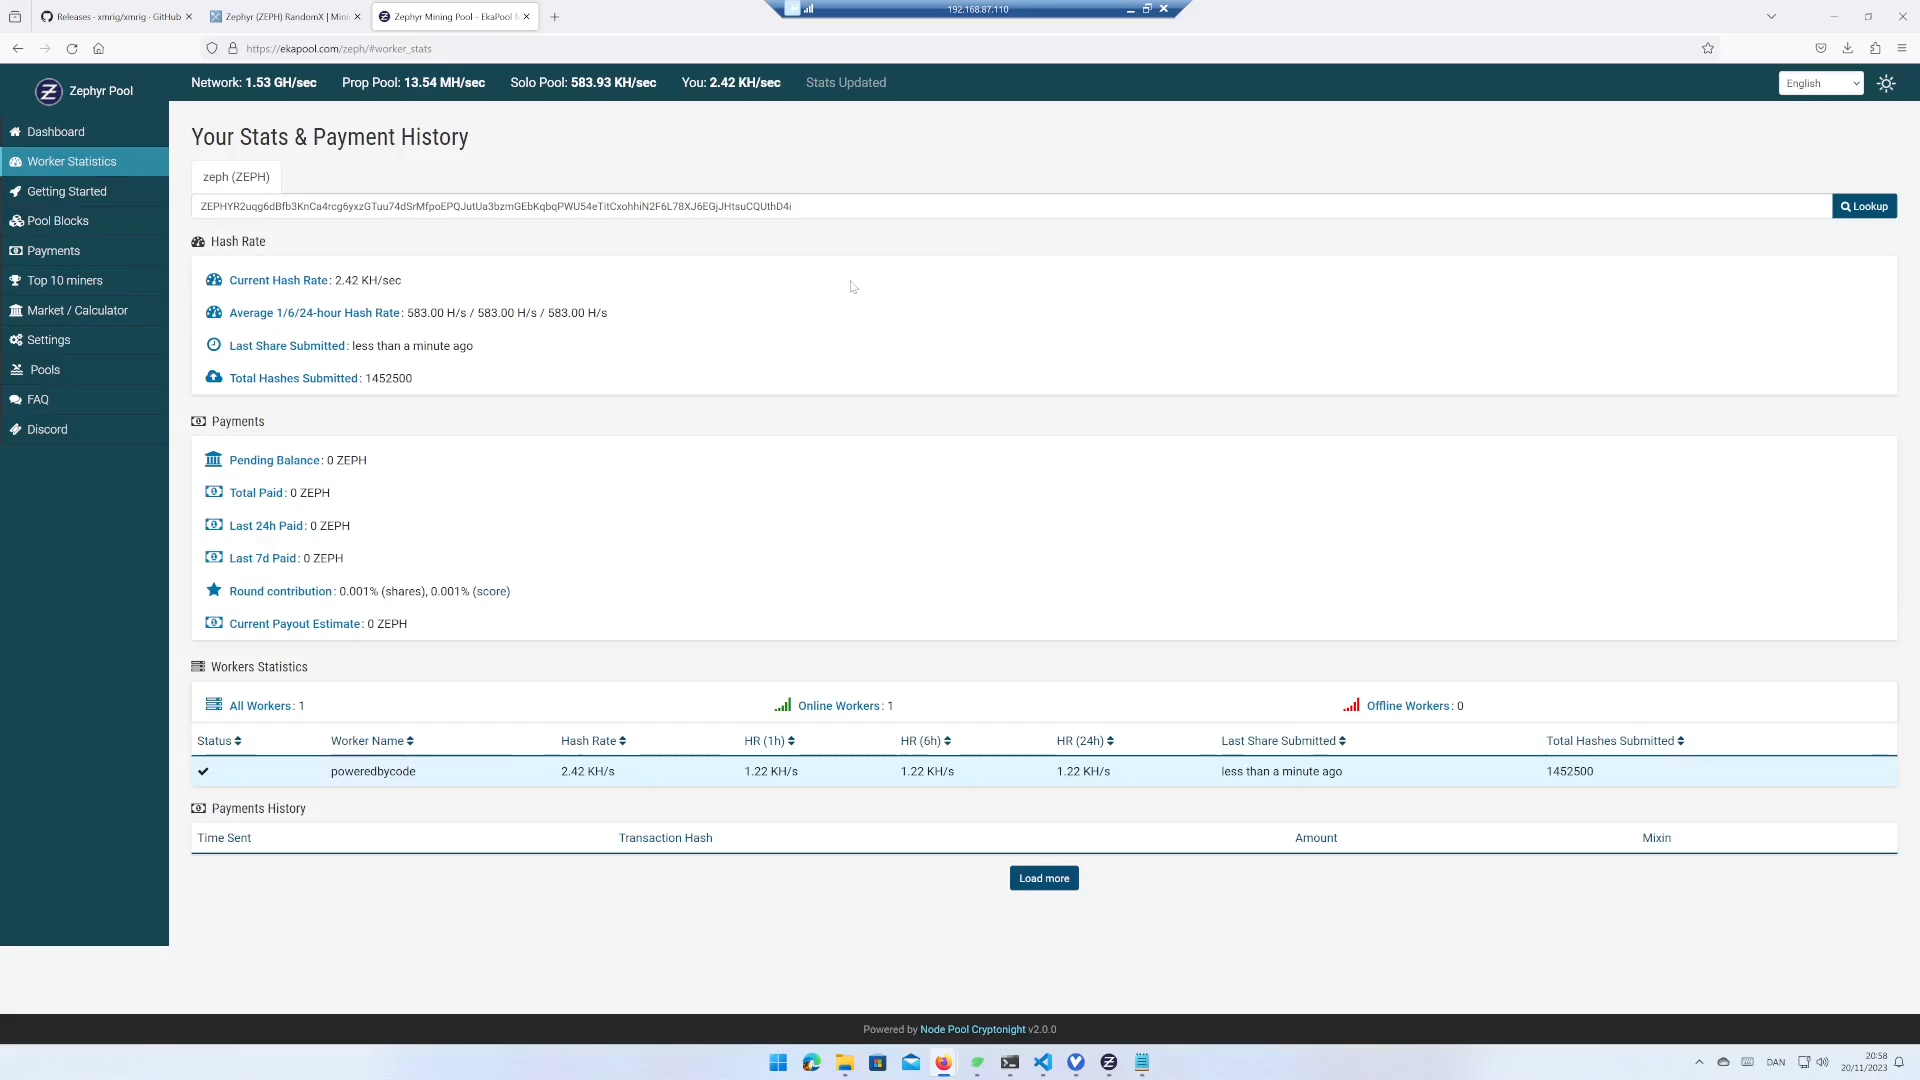 192.168.87.110
Releases · xmrig/xmrig · GitHub
Zephyr (ZEPH) RandomX | Mini
Zephyr Mining Pool - EkaPool M
https://ekapool.com/zeph/#worker_stats
Zephyr Pool
Network: 1.53 GH/sec Prop Pool: 13.54 MH/sec Solo Pool: 583.93 KH/sec You: 2.42 KH/sec Stats Updated
English
Dashboard
Worker Statistics
Getting Started
Pool Blocks
Payments
Top 10 miners
Market / Calculator
Settings
Pools
FAQ
Discord
Your Stats & Payment History
zeph (ZEPH)
ZEPHYR2uqg6dBfb3KnCa4rcg6yxzGTuu74dSrMfpoEPQJutUa3bzmGEbKqbqPWU54eTitCxohhiN2F6L78XJ6EGjJHtsuCQUthD4i
Lookup
Hash Rate
Current Hash Rate: 2.42 KH/sec
Average 1/6/24-hour Hash Rate: 583.00 H/s / 583.00 H/s / 583.00 H/s
Last Share Submitted: less than a minute ago
Total Hashes Submitted: 1452500
Payments
Pending Balance: 0 ZEPH
Total Paid: 0 ZEPH
Last 24h Paid: 0 ZEPH
Last 7d Paid: 0 ZEPH
Round contribution: 0.001% (shares), 0.001% (score)
Current Payout Estimate: 0 ZEPH
Workers Statistics
All Workers: 1 Online Workers: 1 Offline Workers: 0
Status Worker Name Hash Rate HR (1h) HR (6h) HR (24h) Last Share Submitted Total Hashes Submitted
poweredbycode 2.42 KH/s 1.22 KH/s 1.22 KH/s 1.22 KH/s less than a minute ago 1452500
Payments History
Time Sent Transaction Hash Amount Mixin
Load more
Powered by Node Pool Cryptonight v2.0.0
DAN
20:58
20/11/2023